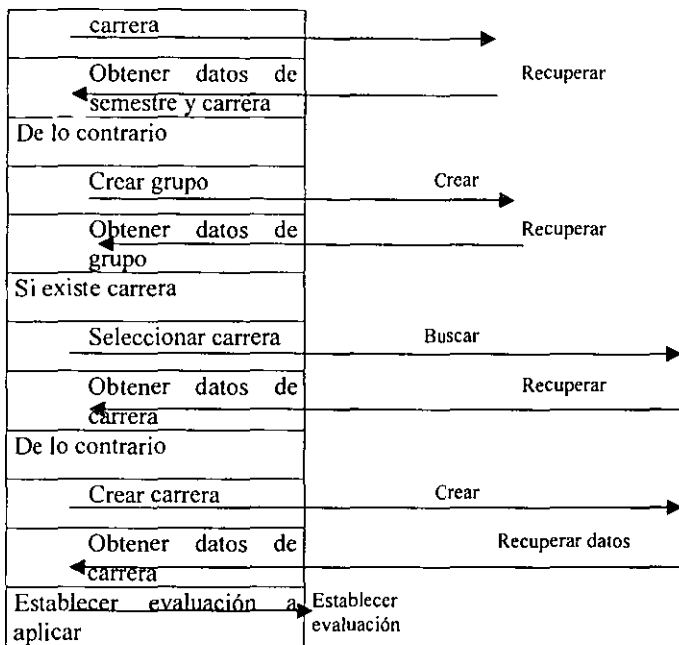 carrera
Obtener datos de Recuperar
semestre y carrera
De lo contrario
Crear grupo Crear
Obtener datos de Recuperar
grupo
Si existe carrera
Seleccionar carrera Buscar
Obtener datos de Recuperar
carrera
De lo contrario
Crear carrera Crear
Obtener datos de Recuperar datos
carrera
Establecer evaluación a Establecer
aplicar evaluación